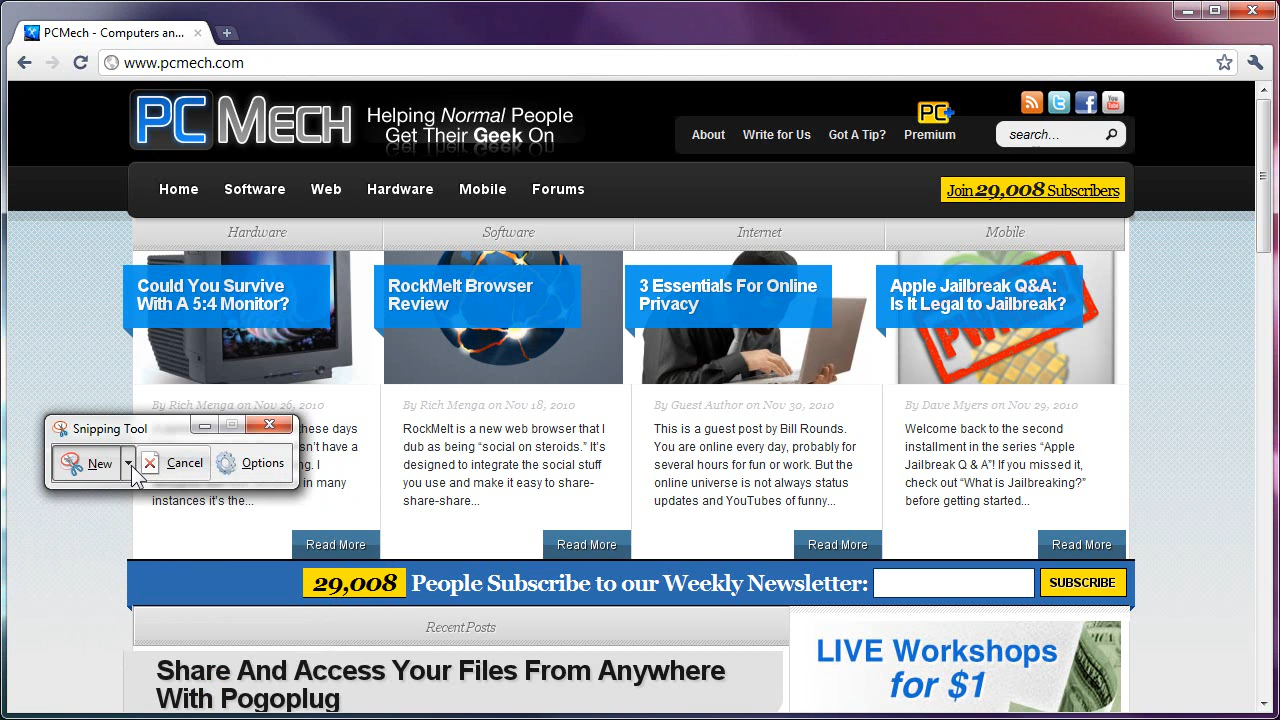 PCMech - Computers an...
www.pcmech.com
PC MECH
Helping Normal People
Get Their Geek On
About Write for Us Got A Tip? Premium
PC
You Tube
search...
Home Software Web Hardware Mobile Forums
Join 29,008 Subscribers
Hardware Software Internet Mobile
Could You Survive
With A 5:4 Monitor?
RockMelt Browser
Review
3 Essentials For Online
Privacy
Apple Jailbreak Q&A:
Is It Legal to Jailbreak?
By Rich Menga on Nov 26, 2010
these days
sn't have a
g. I
in many
instances it's the...
Read More
By Rich Menga on Nov 18, 2010
RockMelt is a new web browser that I
dub as being “social on steroids.” It's
designed to integrate the social stuff
you use and make it easy to share-
share-share...
Read More
By Guest Author on Nov 30, 2010
This is a guest post by Bill Rounds.
You are online every day, probably for
several hours for fun or work. But the
online universe is not always status
updates and YouTubes of funny...
Read More
By Dave Myers on Nov 29, 2010
Welcome back to the second
installment in the series “Apple
Jailbreak Q & A”! If you missed it,
check out “What is Jailbreaking?”
before getting started...
Read More
Snipping Tool
New Cancel Options
29,008 People Subscribe to our Weekly Newsletter:
SUBSCRIBE
Recent Posts
Share And Access Your Files From Anywhere
With Pogoplug
LIVE Workshops
for $1